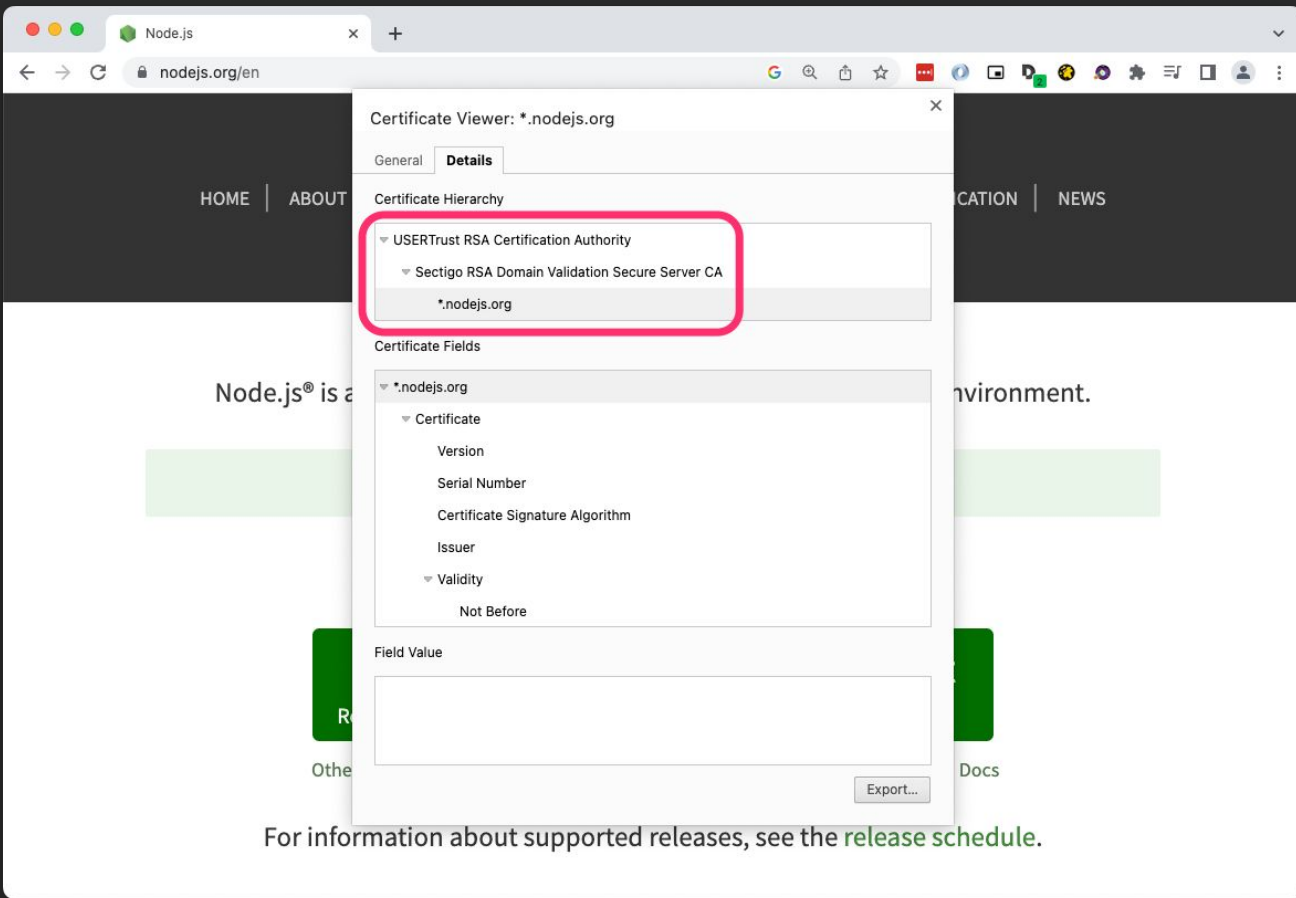 Node.js
nodejs.org/en
2
Certificate Viewer: *.nodejs.org
General Details
HOME ABOUT
ICATION NEWS
Certificate Hierarchy
USERTrust RSA Certification Authority
Sectigo RSA Domain Validation Secure Server CA
*.nodejs.org
Certificate Fields
Node.js® is a
nvironment.
*.nodejs.org
Certificate
Version
Serial Number
Certificate Signature Algorithm
Issuer
Validity
Not Before
Field Value
Othe
Docs
Export...
For information about supported releases, see the release schedule.